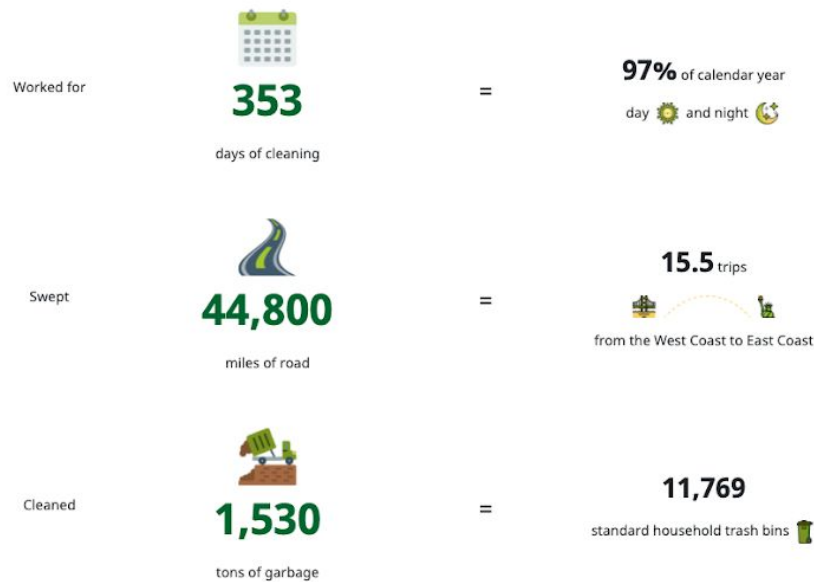 Worked for
353
days of cleaning
=
97% of calendar year
day and night
Swept
44,800
miles of road
=
15.5 trips
from the West Coast to East Coast
Cleaned
1,530
tons of garbage
=
11,769
standard household trash bins